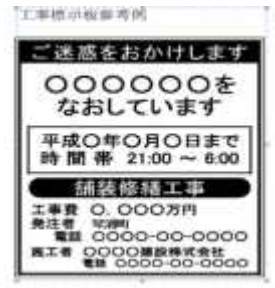 工事標示板参考例
ご迷惑をおかけします
〇〇〇〇〇〇を
なおしています
平成〇年〇月〇日まで
時間帯 21:00 ~ 6:00
舗装修繕工事
工事費 〇,〇〇〇万円
発注者
電話 〇〇〇〇-〇〇-〇〇〇〇
施工者 〇〇〇〇建設株式会社
電話 〇〇〇〇-〇〇-〇〇〇〇